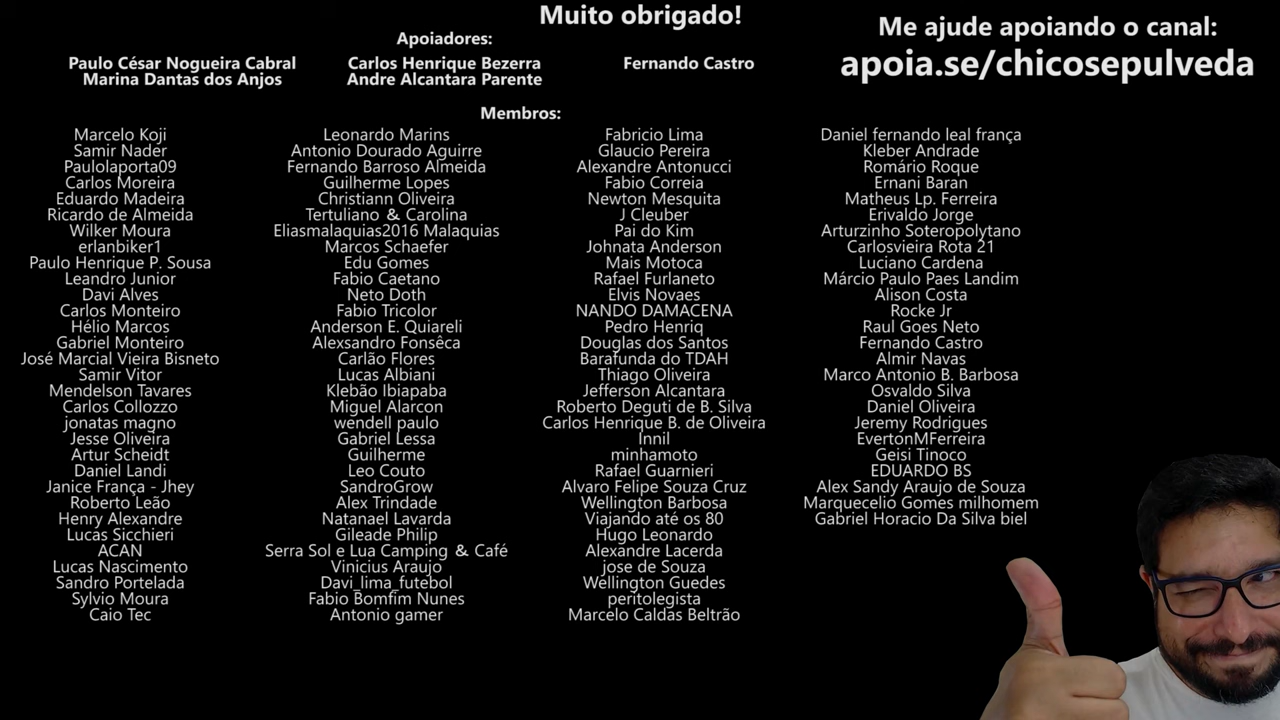 Muito obrigado!
Me ajude apoiando o canal:
apoia.se/chicosepulveda
Apoiadores:
Paulo César Nogueira Cabral
Marina Dantas dos Anjos
Carlos Henrique Bezerra
Andre Alcantara Parente
Fernando Castro
Membros:
Marcelo Koji
Samir Nader
Paulolaporta09
Carlos Moreira
Eduardo Madeira
Ricardo de Almeida
Wilker Moura
erlanbiker1
Paulo Henrique P. Sousa
Leandro Junior
Davi Alves
Carlos Monteiro
Hélio Marcos
Gabriel Monteiro
José Marcial Vieira Bisneto
Samir Vitor
Mendelson Tavares
Carlos Collozzo
jonatas magno
Jesse Oliveira
Artur Scheidt
Daniel Landi
Janice França - Jhey
Roberto Leão
Henry Alexandre
Lucas Sicchieri
ACAN
Lucas Nascimento
Sandro Portelada
Sylvio Moura
Caio Tec
Leonardo Marins
Antonio Dourado Aguirre
Fernando Barroso Almeida
Guilherme Lopes
Christiann Oliveira
Tertuliano & Carolina
Eliasmalaquias2016 Malaquias
Marcos Schaefer
Edu Gomes
Fabio Caetano
Neto Doth
Fabio Tricolor
Anderson E. Quiareli
Alexsandro Fonsêca
Carlão Flores
Lucas Albiani
Klebão Ibiapaba
Miguel Alarcon
wendell paulo
Gabriel Lessa
Guilherme
Leo Couto
SandroGrow
Alex Trindade
Natanael Lavarda
Gileade Philip
Serra Sol e Lua Camping & Café
Vinicius Araujo
Davi_lima_futebol
Fabio Bomfim Nunes
Antonio gamer
Fabricio Lima
Glaucio Pereira
Alexandre Antonucci
Fabio Correia
Newton Mesquita
J Cleuber
Pai do Kim
Johnata Anderson
Mais Motoca
Rafael Furlaneto
Elvis Novaes
NANDO DAMACENA
Pedro Henriq
Douglas dos Santos
Barafunda do TDAH
Thiago Oliveira
Jefferson Alcantara
Roberto Deguti de B. Silva
Carlos Henrique B. de Oliveira
Innil
minhamoto
Rafael Guarnieri
Alvaro Felipe Souza Cruz
Wellington Barbosa
Viajando até os 80
Hugo Leonardo
Alexandre Lacerda
jose de Souza
Wellington Guedes
peritolegista
Marcelo Caldas Beltrão
Daniel fernando leal frança
Kleber Andrade
Romário Roque
Ernani Baran
Matheus Lp. Ferreira
Erivaldo Jorge
Arturzinho Soteropolytano
Carlosvieira Rota 21
Luciano Cardena
Márcio Paulo Paes Landim
Alison Costa
Rocke Jr
Raul Goes Neto
Fernando Castro
Almir Navas
Marco Antonio B. Barbosa
Osvaldo Silva
Daniel Oliveira
Jeremy Rodrigues
EvertonMFerreira
Geisi Tinoco
EDUARDO BS
Alex Sandy Araujo de Souza
Marquecelio Gomes milhomem
Gabriel Horacio Da Silva biel